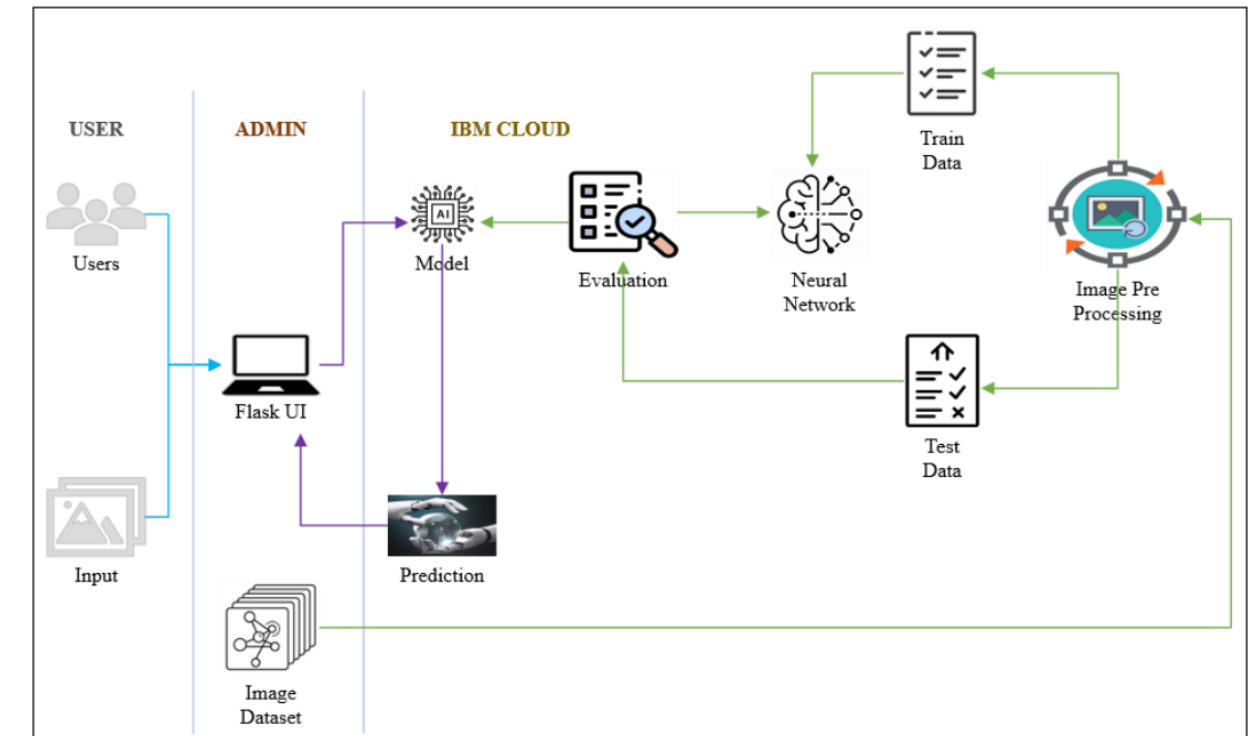 USER
ADMIN
IBM CLOUD
Train
Data
AI
Users
Model
Evaluation
Neural
Network
Image Pre
Processing
Flask UI
Test
Data
Input
Prediction
Image
Dataset